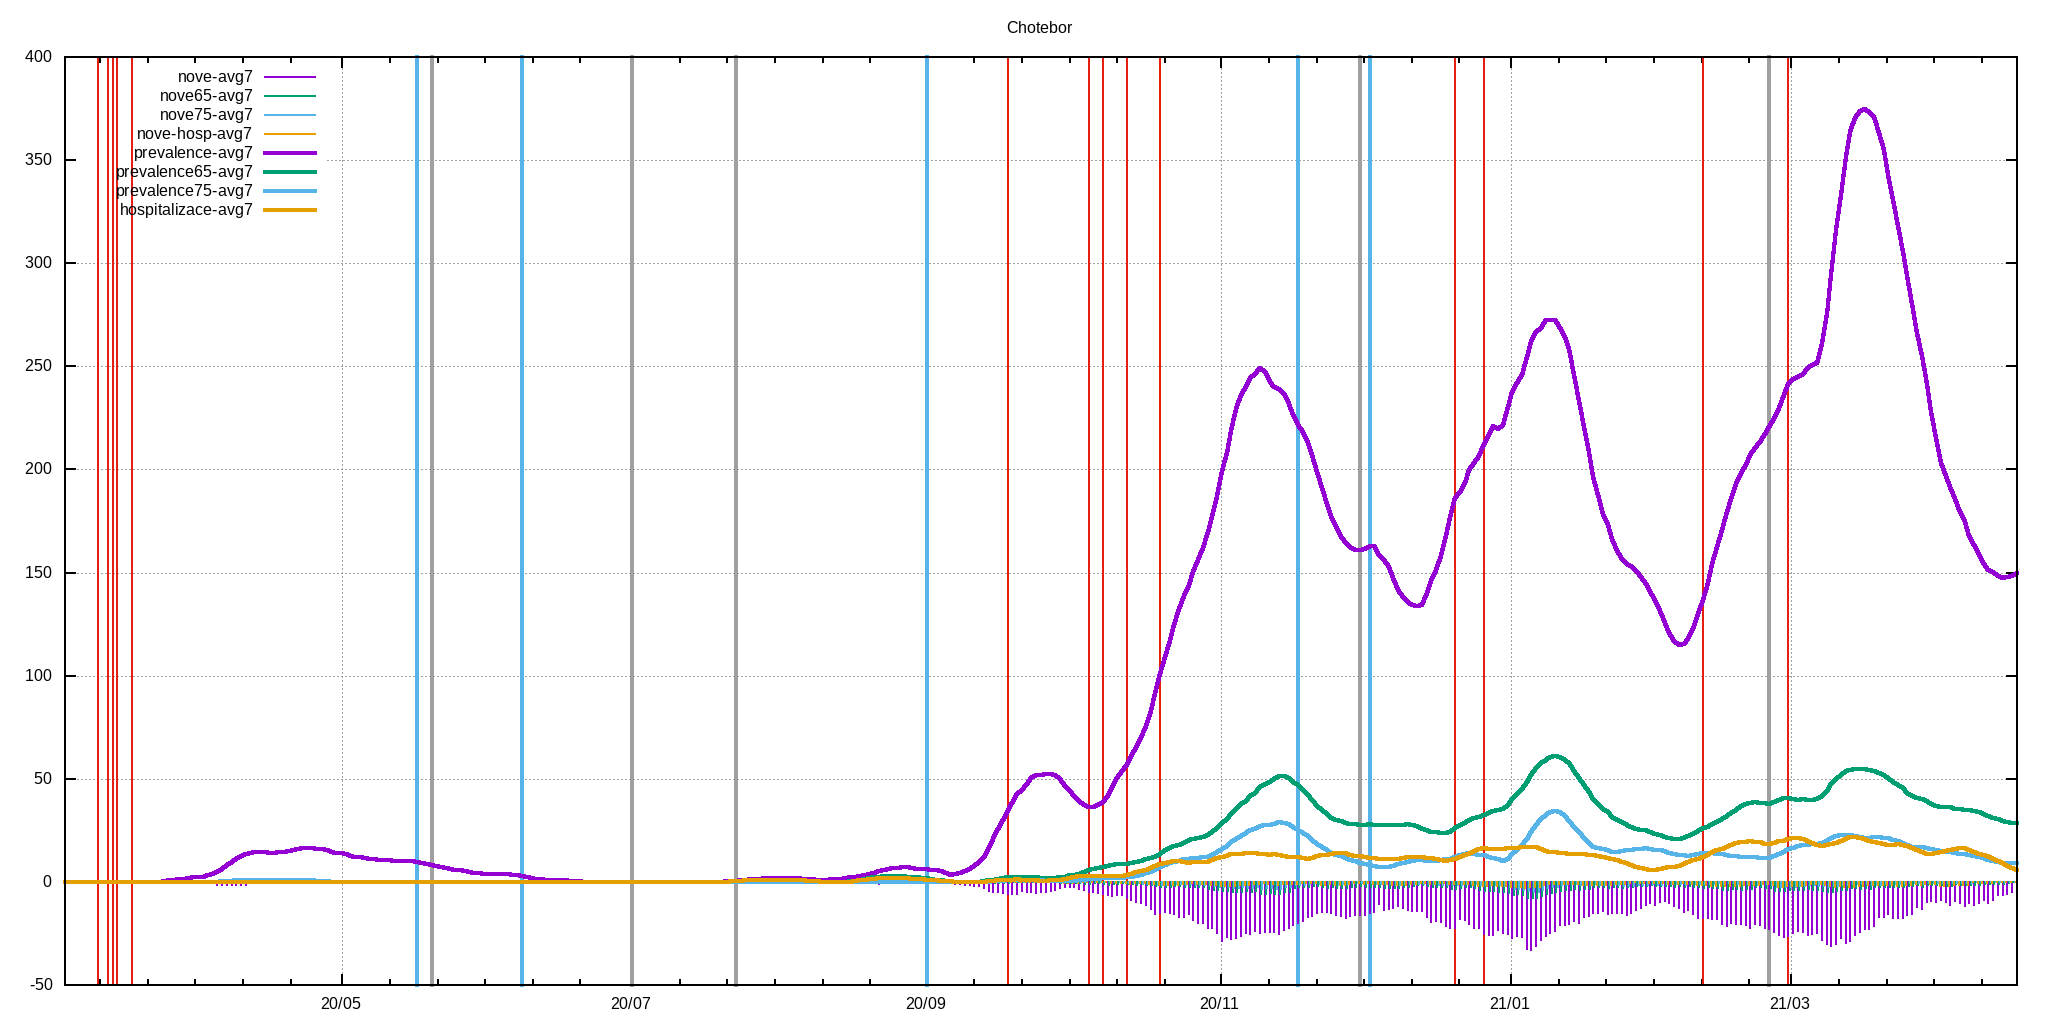 Chotebor
400
350
300
250
200
150
100
50
0
-50
nove-avg7
nove65-avg7
nove75-avg7
nove-hosp-avg7
prevalence-avg7
prevalence65-avg7
prevalence75-avg7
hospitalizace-avg7
20/05 20/07 20/09 20/11 21/01 21/03